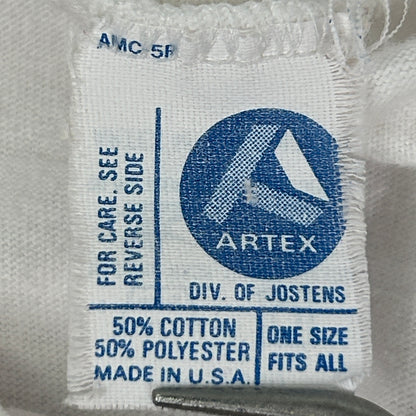 AMC 5F
FOR CARE, SEE
REVERSE SIDE
ARTEX
DIV. OF JOSTENS
50% COTTON
50% POLYESTER
MADE IN U.S.A.
ONE SIZE
FITS ALL